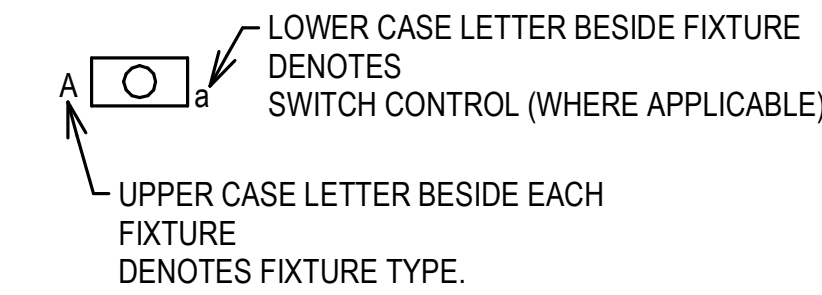 LOWER CASE LETTER BESIDE FIXTURE
DENOTES
SWITCH CONTROL (WHERE APPLICABLE)
A
a
UPPER CASE LETTER BESIDE EACH
FIXTURE
DENOTES FIXTURE TYPE.